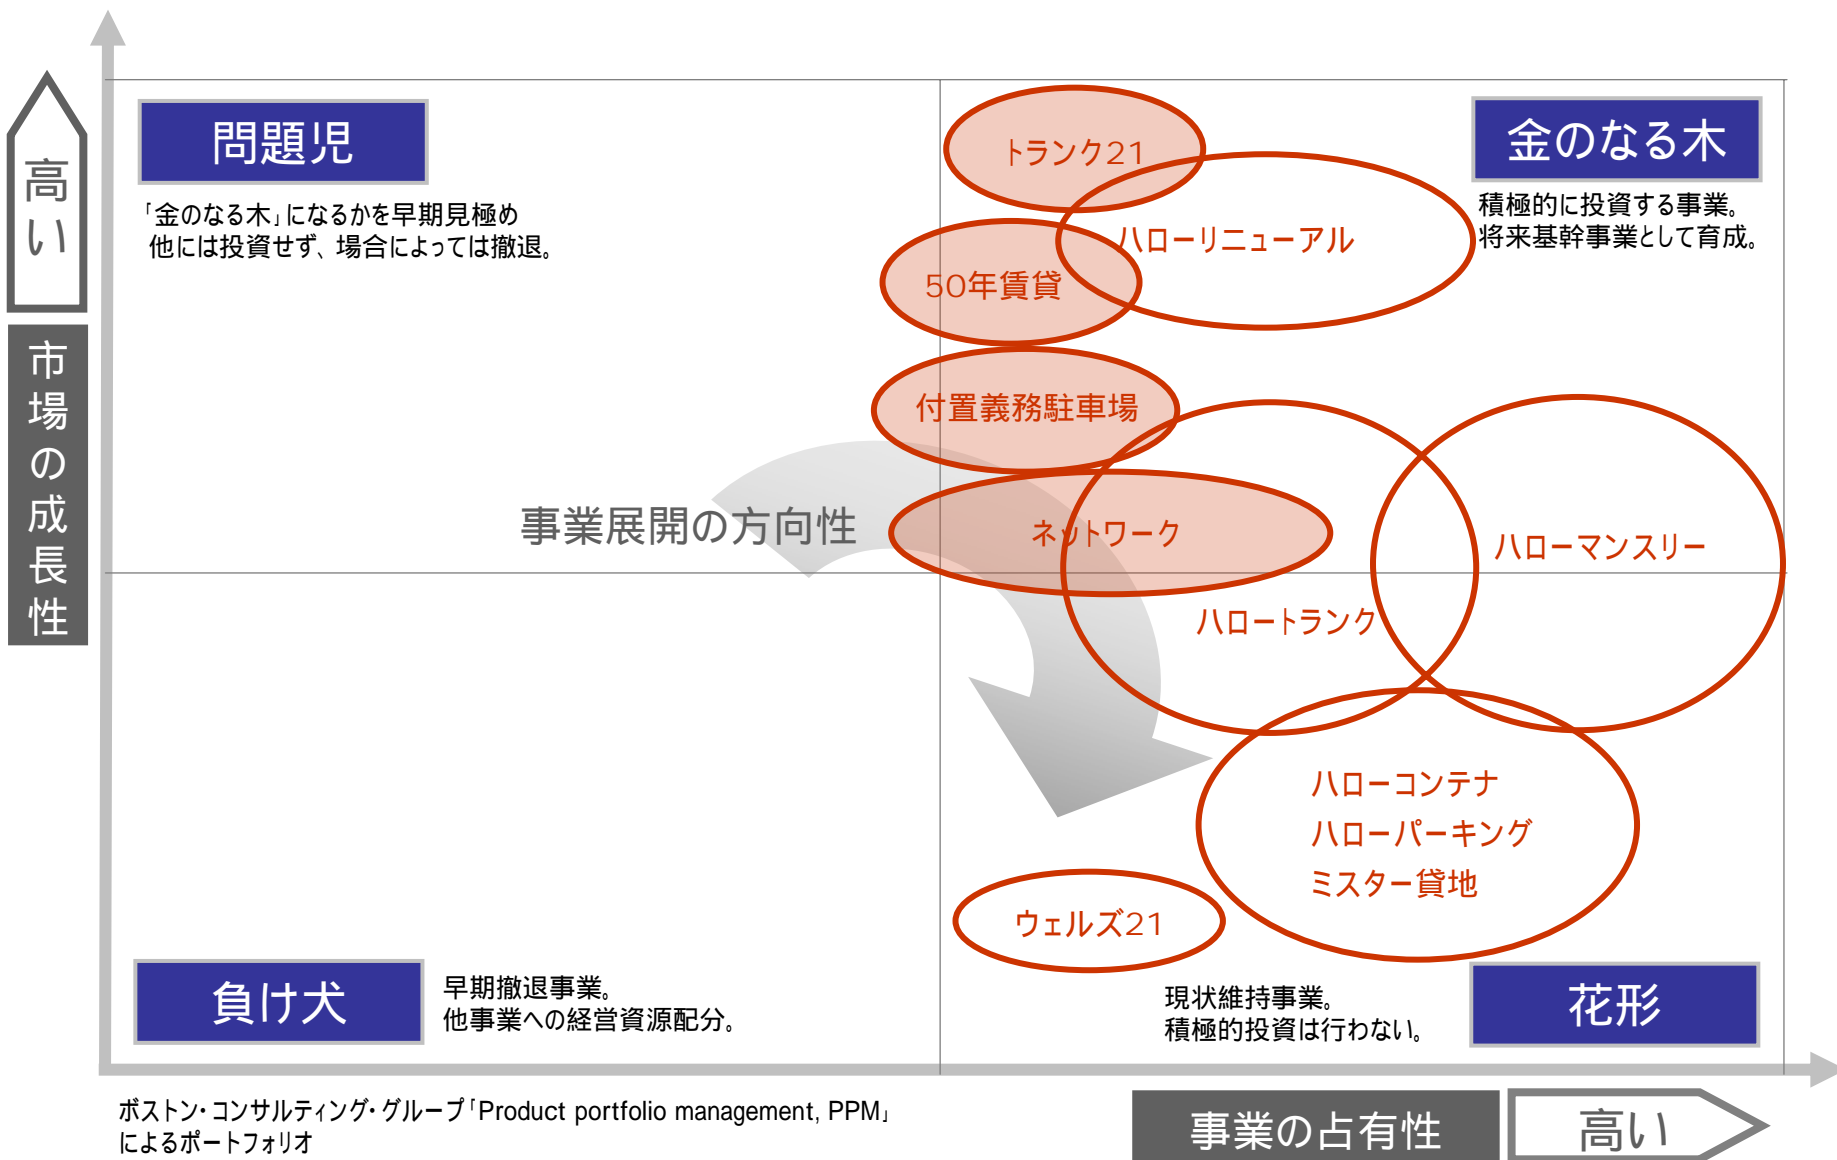 高い
市場の成長性
問題児
「金のなる木」になるかを早期見極め
他には投資せず、場合によっては撤退。
金のなる木
積極的に投資する事業。
将来基幹事業として育成。
トランク21
ハローリニューアル
50年賃貸
付置義務駐車場
事業展開の方向性
ネットワーク
ハローマンスリー
ハロートランク
ハローコンテナ
ハローパーキング
ミスター貸地
ウェルズ21
負け犬
早期撤退事業。
他事業への経営資源配分。
現状維持事業。
積極的投資は行わない。
花形
ボストン・コンサルティング・グループ「Product portfolio management, PPM」
によるポートフォリオ
事業の占有性
高い